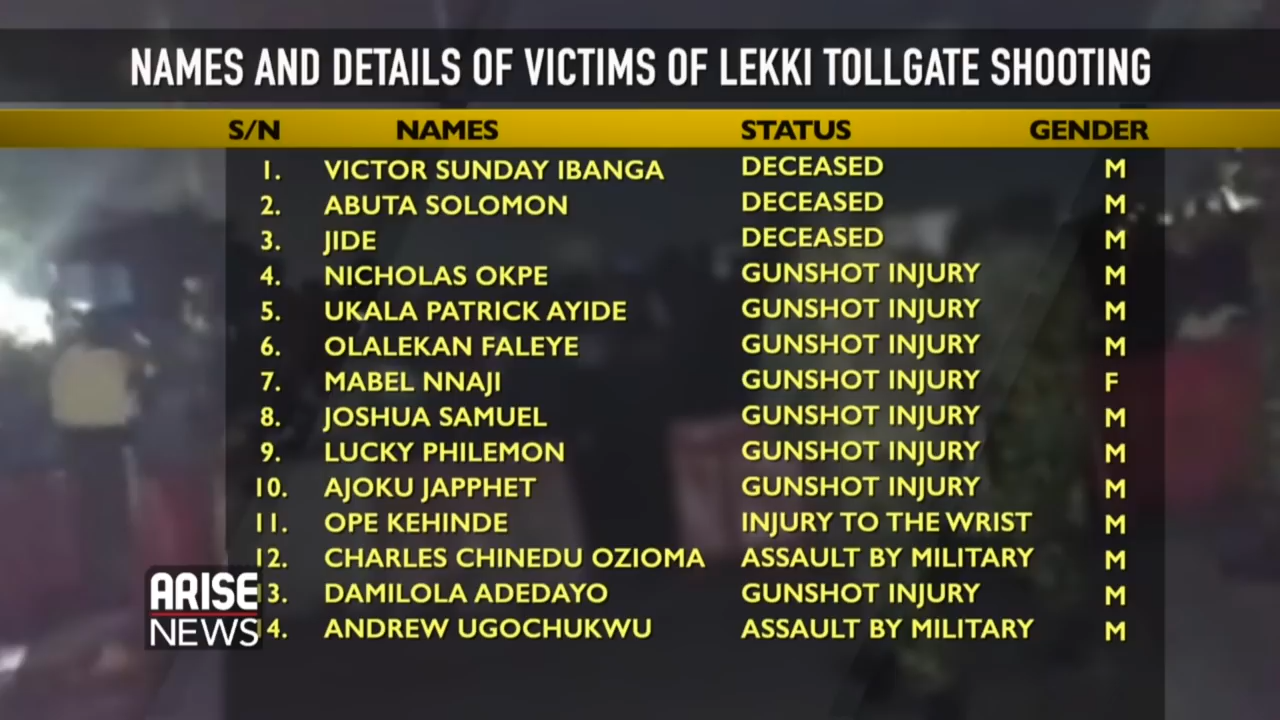 NAMES AND DETAILS OF VICTIMS OF LEKKI TOLLGATE SHOOTING
S/N NAMES STATUS GENDER
1. VICTOR SUNDAY IBANGA DECEASED M
2. ABUTA SOLOMON DECEASED M
3. JIDE DECEASED M
4. NICHOLAS OKPE GUNSHOT INJURY M
5. UKALA PATRICK AYIDE GUNSHOT INJURY M
6. OLALEKAN FALEYE GUNSHOT INJURY M
7. MABEL NNAJI GUNSHOT INJURY F
8. JOSHUA SAMUEL GUNSHOT INJURY M
9. LUCKY PHILEMON GUNSHOT INJURY M
10. AJOKU JAPPHET GUNSHOT INJURY M
11. OPE KEHINDE INJURY TO THE WRIST M
12. CHARLES CHINEDU OZIOMA ASSAULT BY MILITARY M
13. DAMILOLA ADEDAYO GUNSHOT INJURY M
14. ANDREW UGOCHUKWU ASSAULT BY MILITARY M
ARISE
NEWS